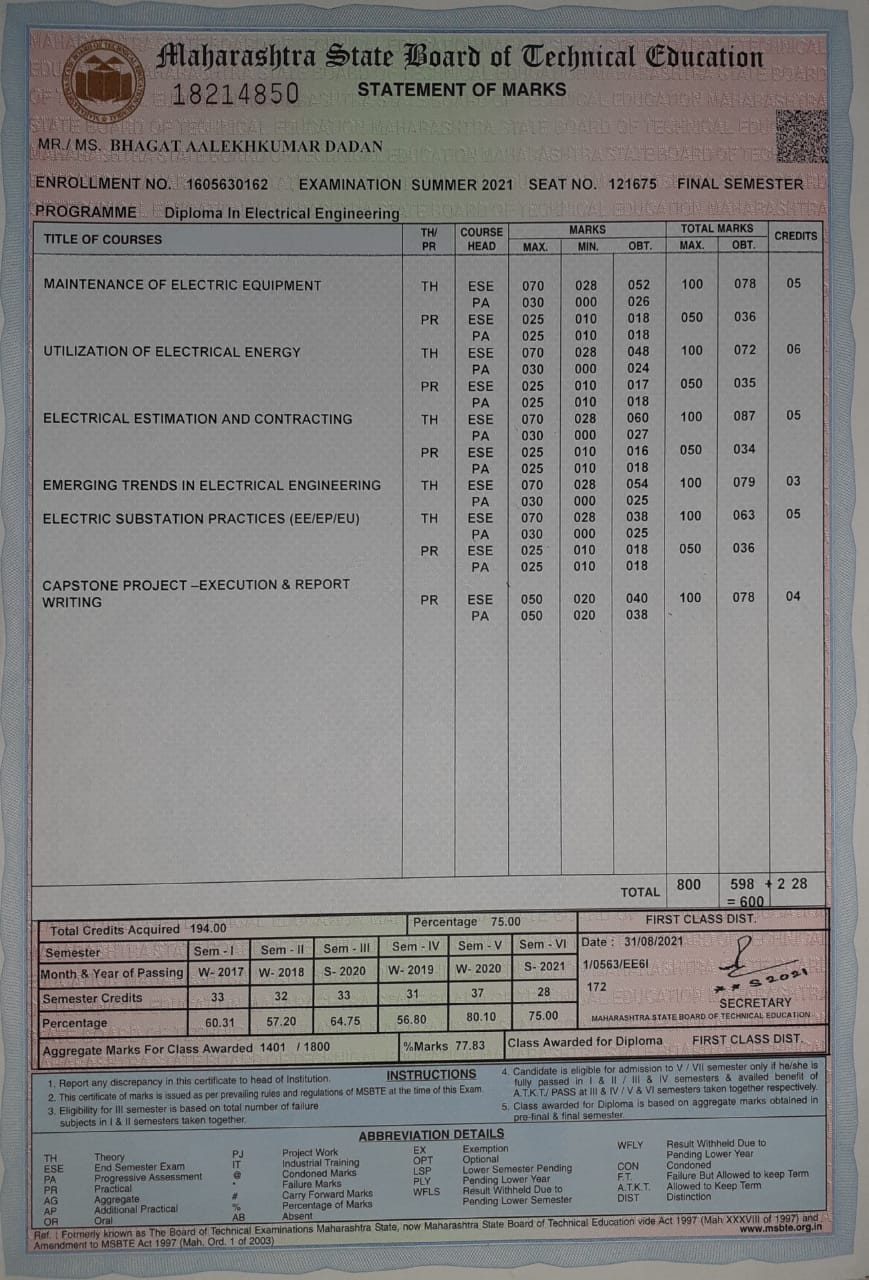 Maharashtra State Board of Technical Education
18214850 STATEMENT OF MARKS
MR./ MS. BHAGAT AALEKHKUMAR DADAN
ENROLLMENT NO. 1605630162 EXAMINATION SUMMER 2021 SEAT NO. 121675 FINAL SEMESTER
PROGRAMME Diploma In Electrical Engineering
TITLE OF COURSES TH/ PR COURSE HEAD MARKS MAX. MIN. OBT. TOTAL MARKS MAX. OBT. CREDITS
MAINTENANCE OF ELECTRIC EQUIPMENT TH ESE 070 028 052 100 078 05
PA 030 000 026
PR ESE 025 010 018 050 036
PA 025 010 018
UTILIZATION OF ELECTRICAL ENERGY TH ESE 070 028 048 100 072 06
PA 030 000 024
PR ESE 025 010 017 050 035
PA 025 010 018
ELECTRICAL ESTIMATION AND CONTRACTING TH ESE 070 028 060 100 087 05
PA 030 000 027
PR ESE 025 010 016 050 034
PA 025 010 018
EMERGING TRENDS IN ELECTRICAL ENGINEERING TH ESE 070 028 054 100 079 03
PA 030 000 025
ELECTRIC SUBSTATION PRACTICES (EE/EP/EU) TH ESE 070 028 038 100 063 05
PA 030 000 025
PR ESE 025 010 018 050 036
PA 025 010 018
CAPSTONE PROJECT –EXECUTION & REPORT
WRITING PR ESE 050 020 040 100 078 04
PA 050 020 038
TOTAL 800 598 + 2 28
= 600
Total Credits Acquired 194.00 Percentage 75.00 FIRST CLASS DIST.
Semester Sem - I Sem - II Sem - III Sem - IV Sem - V Sem - VI Date : 31/08/2021
Month & Year of Passing W- 2017 W- 2018 S- 2020 W- 2019 W- 2020 S- 2021 1/0563/EE6I
Semester Credits 33 32 33 31 37 28 172
** S2021
SECRETARY
Percentage 60.31 57.20 64.75 56.80 80.10 75.00 MAHARASHTRA STATE BOARD OF TECHNICAL EDUCATION
Aggregate Marks For Class Awarded 1401 / 1800 %Marks 77.83 Class Awarded for Diploma FIRST CLASS DIST.
INSTRUCTIONS
1. Report any discrepancy in this certificate to head of Institution.
2. This certificate of marks is issued as per prevailing rules and regulations of MSBTE at the time of this Exam.
3. Eligibility for III semester is based on total number of failure
subjects in I & II semesters taken together.
4. Candidate is eligible for admission to V / VII semester only if he/she is
fully passed in I & II / III & IV semesters & availed benefit of
A.T.K.T./ PASS at III & IV / V & VI semesters taken together respectively.
5. Class awarded for Diploma is based on aggregate marks obtained in
pre-final & final semester.
ABBREVIATION DETAILS
TH Theory
ESE End Semester Exam
PA Progressive Assessment
PR Practical
AG Aggregate
AP Additional Practical
OR Oral
PJ Project Work
IT Industrial Training
@ Condoned Marks
* Failure Marks
# Carry Forward Marks
% Percentage of Marks
AB Absent
EX Exemption
OPT Optional
LSP Lower Semester Pending
PLY Pending Lower Year
WFLS Result Withheld Due to
Pending Lower Semester
WFLY Result Withheld Due to
Pending Lower Year
CON Condoned
F.T. Failure But Allowed to keep Term
A.T.K.T. Allowed to Keep Term
DIST Distinction
Ref. : Formerly known as The Board of Technical Examinations Maharashtra State, now Maharashtra State Board of Technical Education vide Act 1997 (Mah XXXVIII of 1997) and
Amendment to MSBTE Act 1997 (Mah. Ord. 1 of 2003) www.msbte.org.in